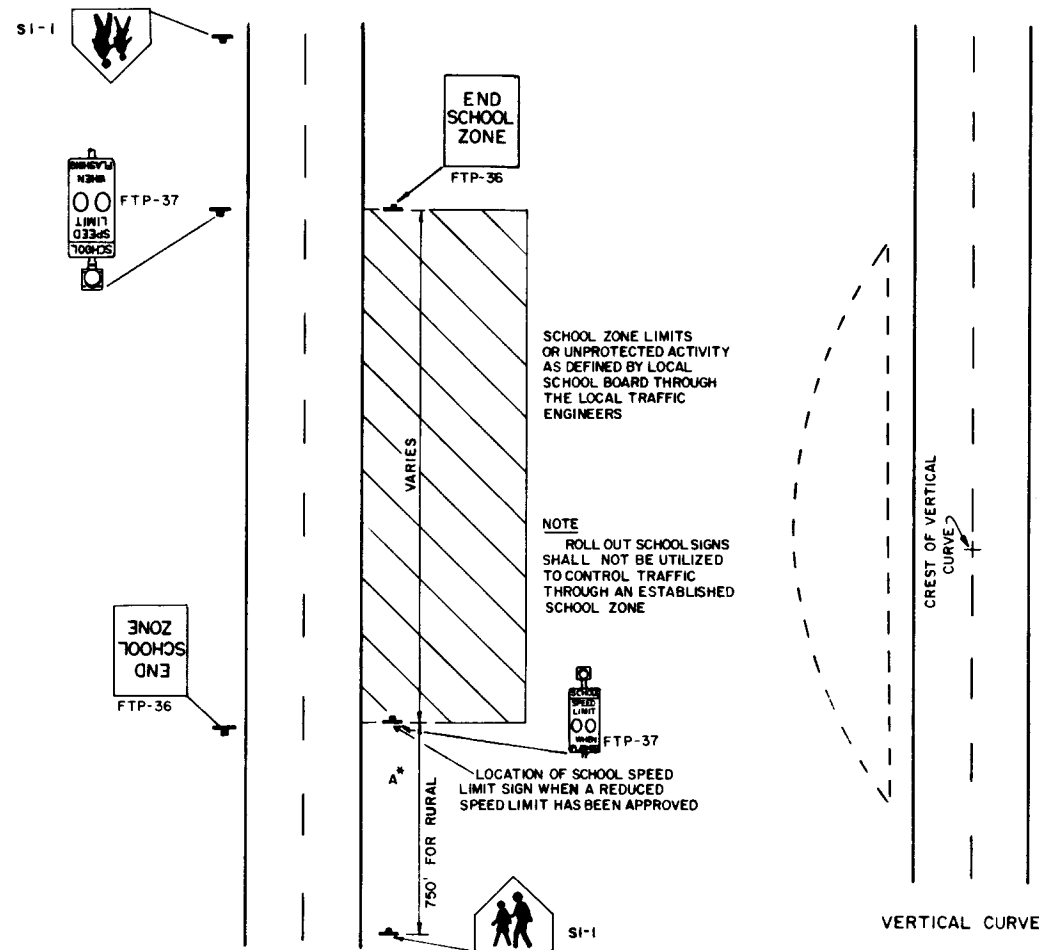 S1-1
END
SCHOOL
ZONE
FTP-36
SCHOOL
SPEED
LIMIT
WHEN
FLASHING
FTP-37
SCHOOL ZONE LIMITS
OR UNPROTECTED ACTIVITY
AS DEFINED BY LOCAL
SCHOOL BOARD THROUGH
THE LOCAL TRAFFIC
ENGINEERS
VARIES
NOTE
ROLL OUT SCHOOL SIGNS
SHALL NOT BE UTILIZED
TO CONTROL TRAFFIC
THROUGH AN ESTABLISHED
SCHOOL ZONE
CREST OF VERTICAL
CURVE
END
SCHOOL
ZONE
FTP-36
SCHOOL
SPEED
LIMIT
WHEN
FTP-37
A*
LOCATION OF SCHOOL SPEED
LIMIT SIGN WHEN A REDUCED
SPEED LIMIT HAS BEEN APPROVED
750' FOR RURAL
S1-1
VERTICAL CURVE